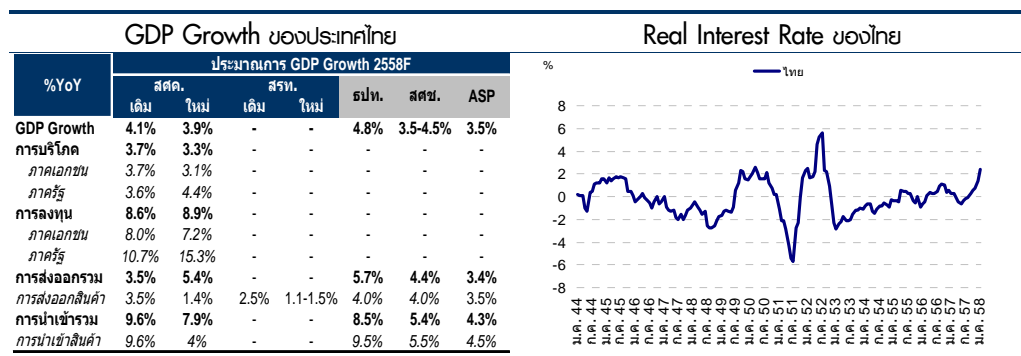 GDP Growth ของประเทศไทย
%YoY ประมาณการ GDP Growth 2558F
สศค. สรท. ธปท. สศช. ASP
เดิม ใหม่ เดิม ใหม่
GDP Growth 4.1% 3.9% - - 4.8% 3.5-4.5% 3.5%
การบริโภค 3.7% 3.3% - - - - -
ภาคเอกชน 3.7% 3.1% - - - - -
ภาครัฐ 3.6% 4.4% - - - - -
การลงทุน 8.6% 8.9% - - - - -
ภาคเอกชน 8.0% 7.2% - - - - -
ภาครัฐ 10.7% 15.3% - - - - -
การส่งออกรวม 3.5% 5.4% - - 5.7% 4.4% 3.4%
การส่งออกสินค้า 3.5% 1.4% 2.5% 1.1-1.5% 4.0% 4.0% 3.5%
การนำเข้ารวม 9.6% 7.9% - - 8.5% 5.4% 4.3%
การนำเข้าสินค้า 9.6% 4% - - 9.5% 5.5% 4.5%
Real Interest Rate ของไทย
%
ไทย
8
6
4
2
0
-2
-4
-6
-8
ม.ค. 44
ก.ค. 44
ม.ค. 45
ก.ค. 45
ม.ค. 46
ก.ค. 46
ม.ค. 47
ก.ค. 47
ม.ค. 48
ก.ค. 48
ม.ค. 49
ก.ค. 49
ม.ค. 50
ก.ค. 50
ม.ค. 51
ก.ค. 51
ม.ค. 52
ก.ค. 52
ม.ค. 53
ก.ค. 53
ม.ค. 54
ก.ค. 54
ม.ค. 55
ก.ค. 55
ม.ค. 56
ก.ค. 56
ม.ค. 57
ก.ค. 57
ม.ค. 58